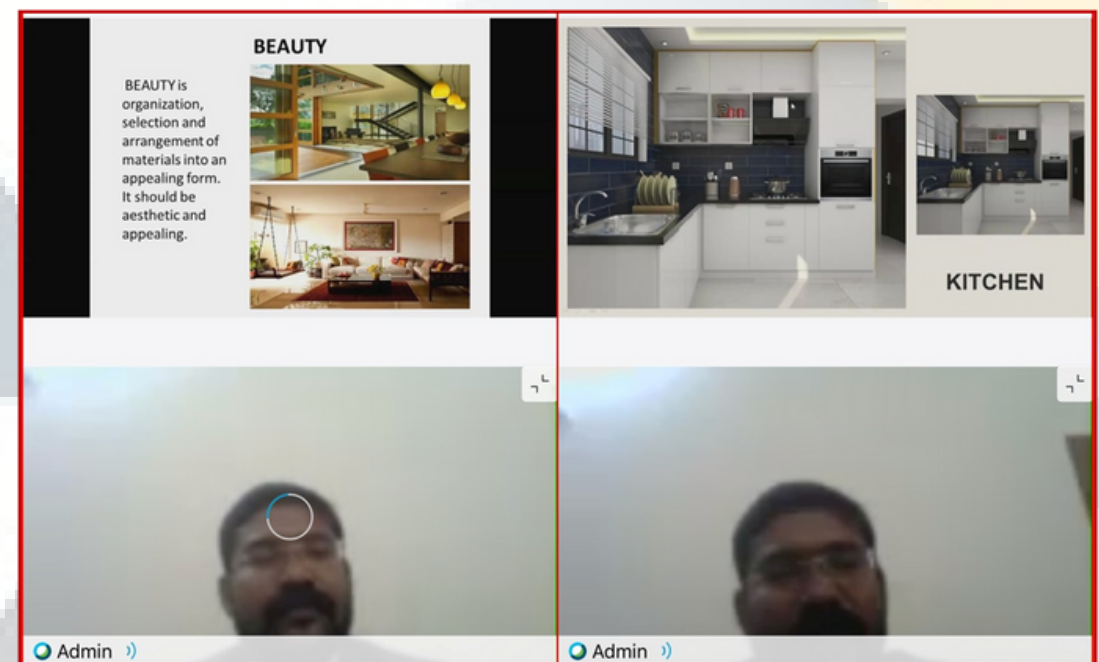 BEAUTY
BEAUTY is
organization,
selection and
arrangement of
materials into an
appealing form.
It should be
aesthetic and
appealing.
KITCHEN
Admin
Admin